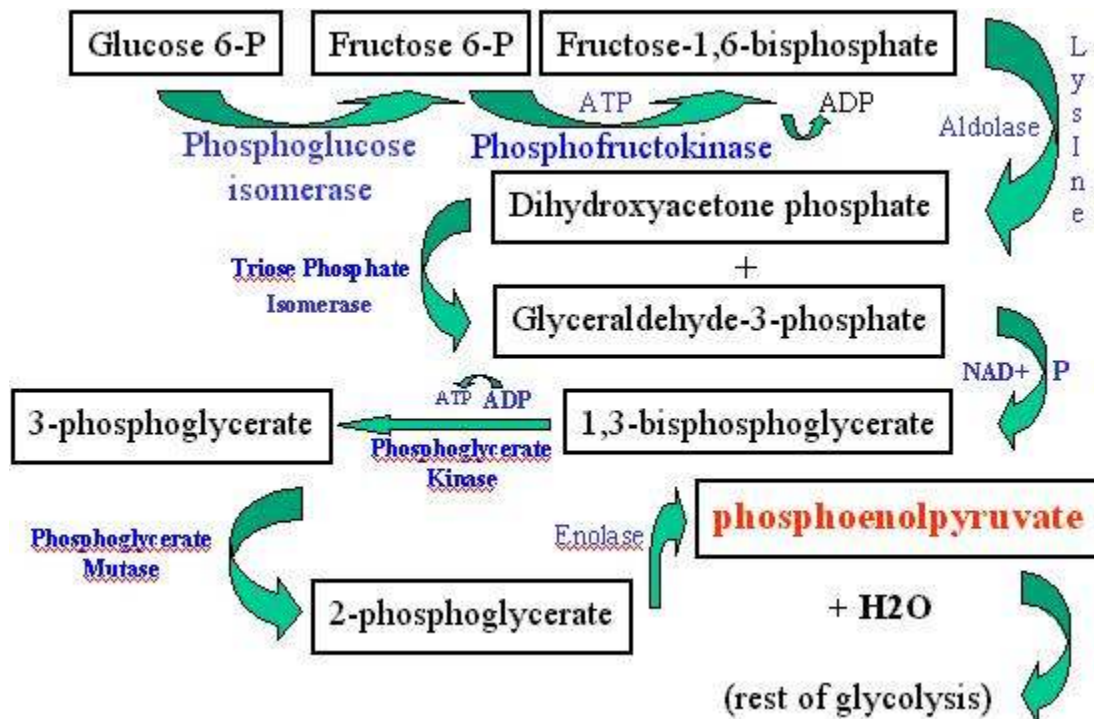 Glucose 6-P
Fructose 6-P
Fructose-1,6-bisphosphate
Phosphoglucose
isomerase
ATP
Phosphofructokinase
ADP
Aldolase
LysIne
Dihydroxyacetone phosphate
+
Triose Phosphate
Isomerase
Glyceraldehyde-3-phosphate
NAD+ P
3-phosphoglycerate
ATP ADP
Phosphoglycerate
Kinase
1,3-bisphosphoglycerate
Phosphoglycerate
Mutase
2-phosphoglycerate
Enolase
phosphoenolpyruvate
+ H2O
(rest of glycolysis)